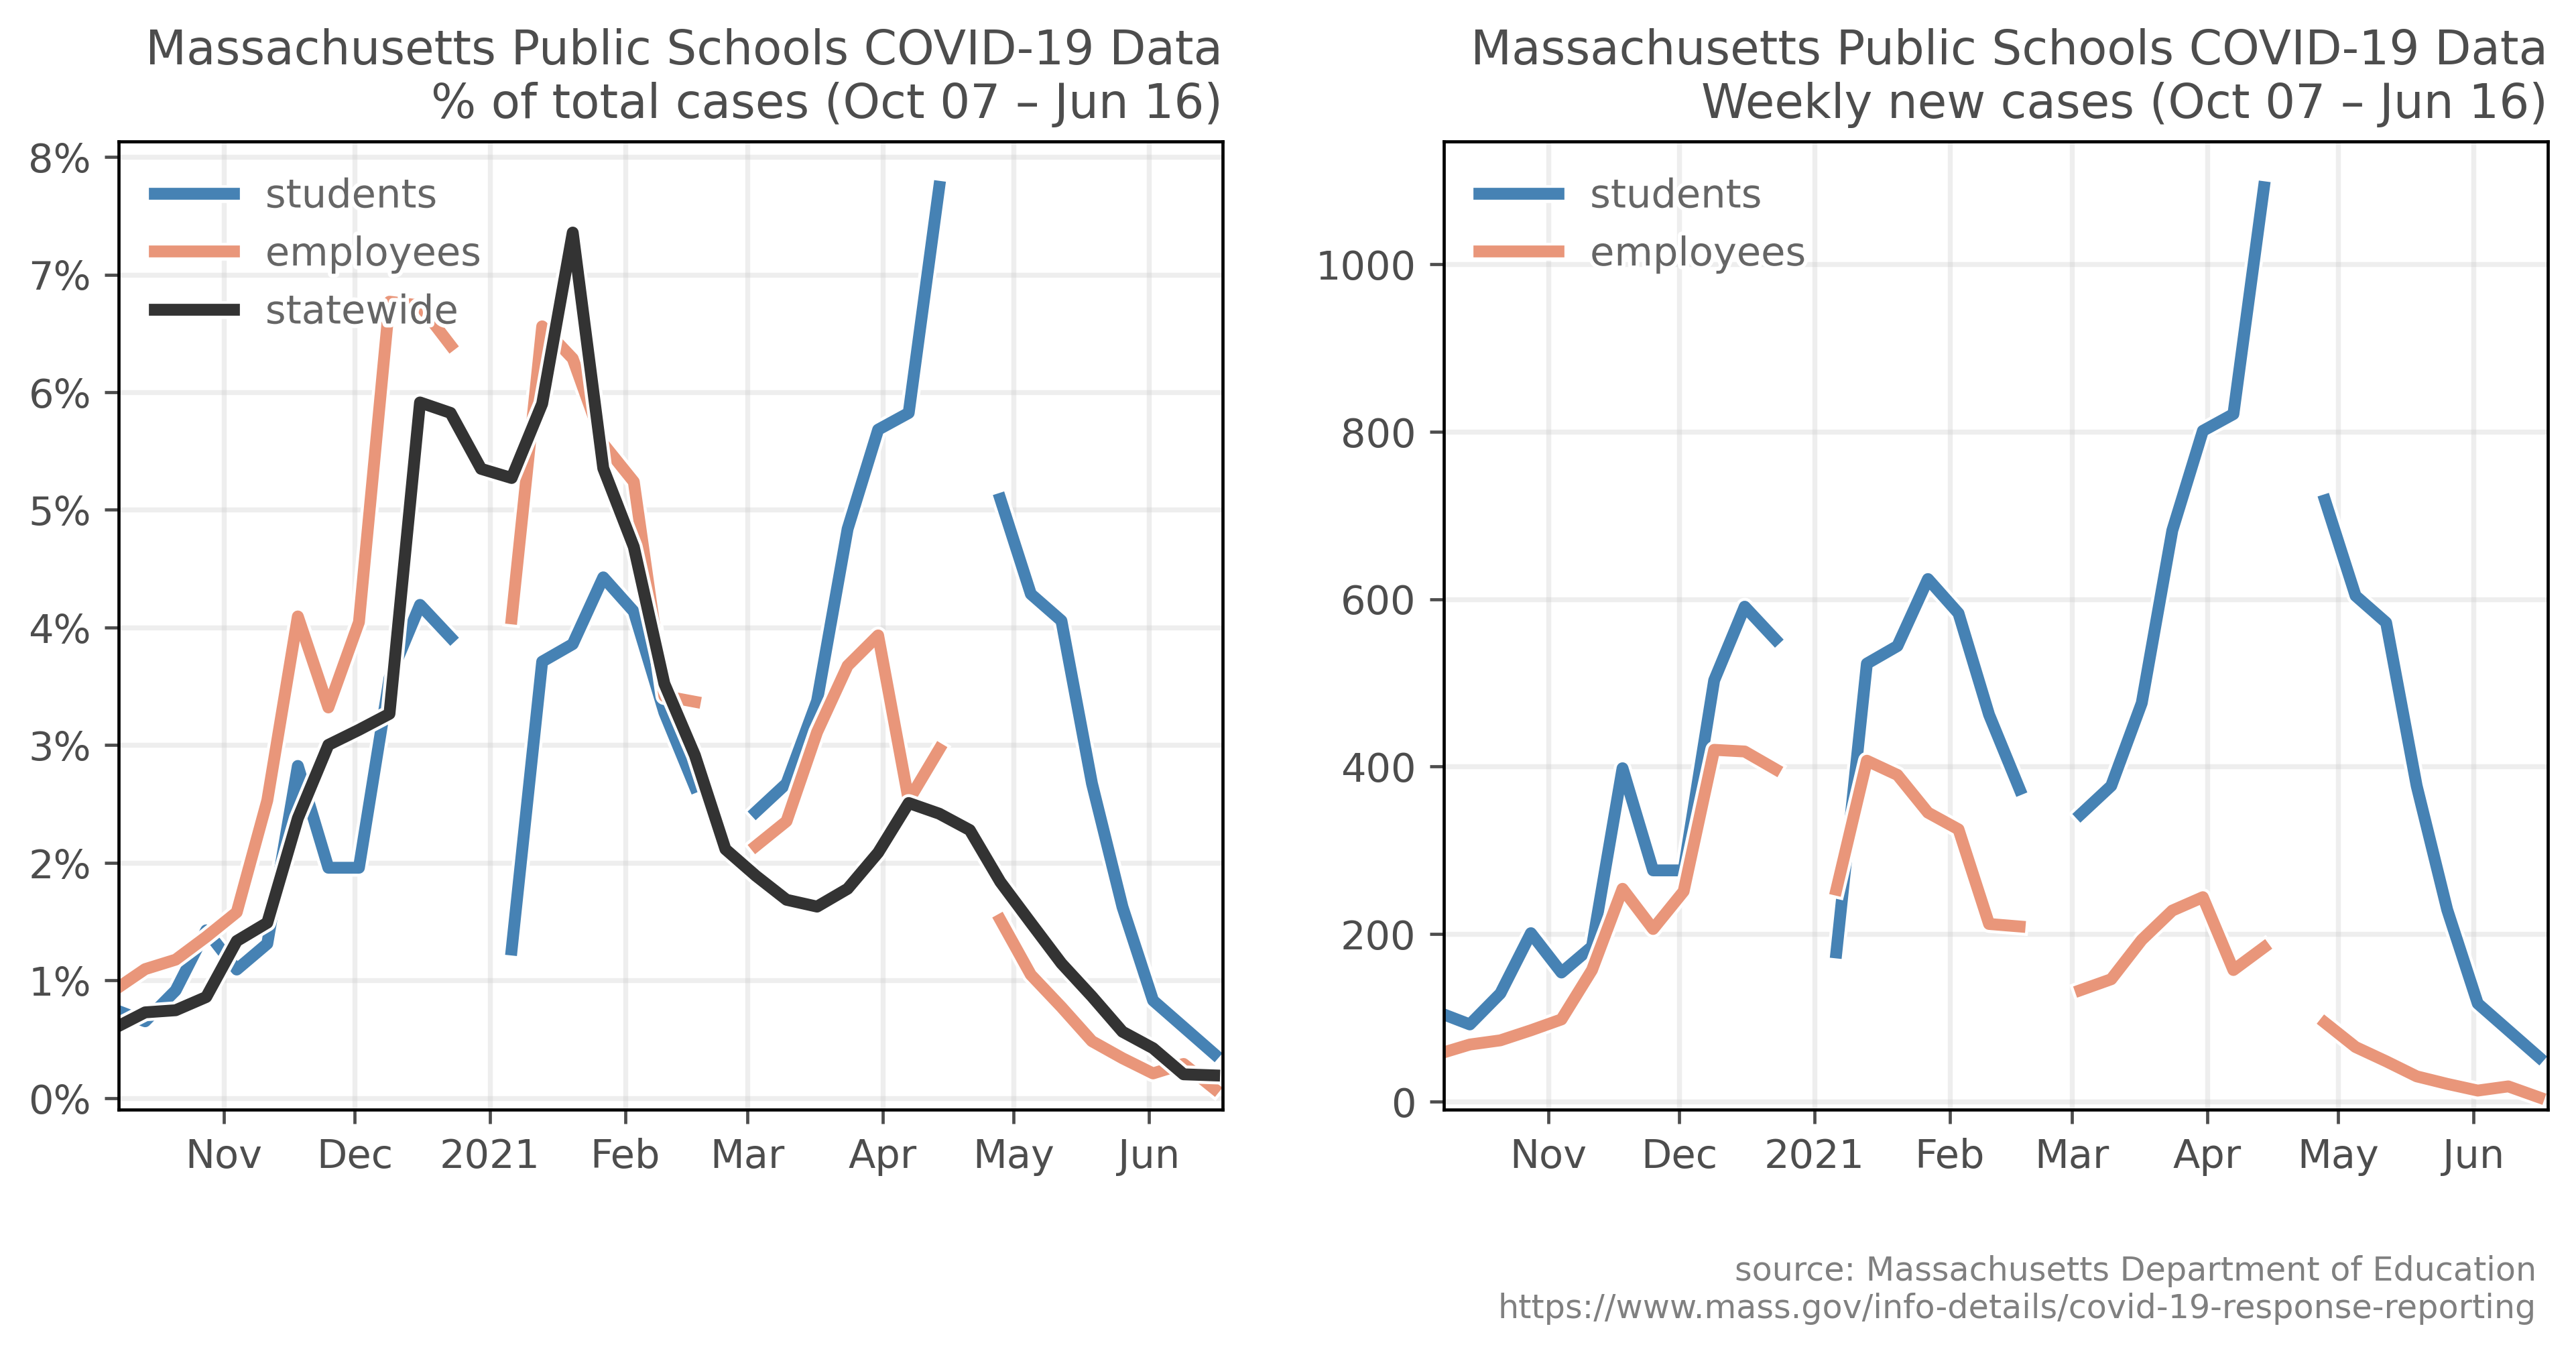 Massachusetts Public Schools COVID-19 Data
% of total cases (Oct 07 – Jun 16)
8%
7%
6%
5%
4%
3%
2%
1%
0%
students
employees
statewide
Nov Dec 2021 Feb Mar Apr May Jun
Massachusetts Public Schools COVID-19 Data
Weekly new cases (Oct 07 – Jun 16)
1000
800
600
400
200
0
students
employees
Nov Dec 2021 Feb Mar Apr May Jun
source: Massachusetts Department of Education
https://www.mass.gov/info-details/covid-19-response-reporting